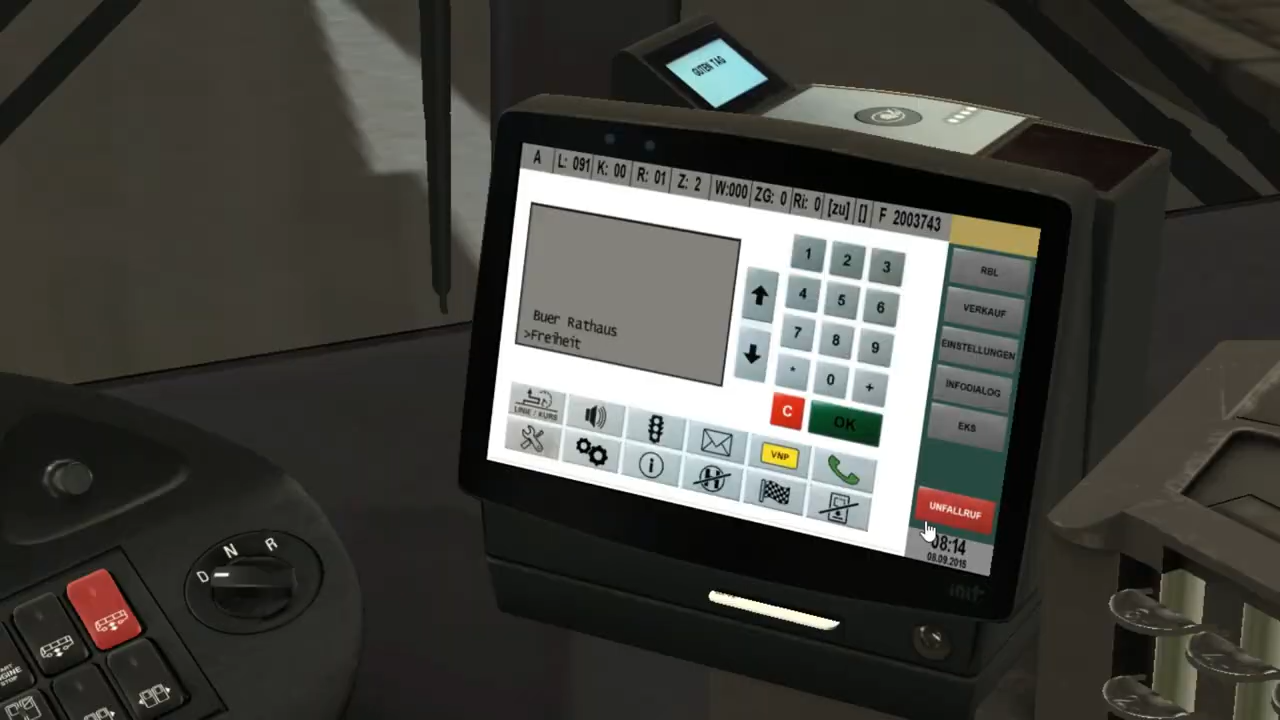 GUTEN TAG
A L: 091 K: 00 R: 01 Z: 2 W:000 ZG: 0 Ri: 0 [zu] [] F 2003743
Buer Rathaus
>Freiheit
1 2 3
4 5 6
7 8 9
* 0 +
C OK
LINIE / KURS
VNP
RBL
VERKAUF
EINSTELLUNGEN
INFODIALOG
EKS
UNFALLRUF
08:14
08.09.2015
init
D N R
ENGINE